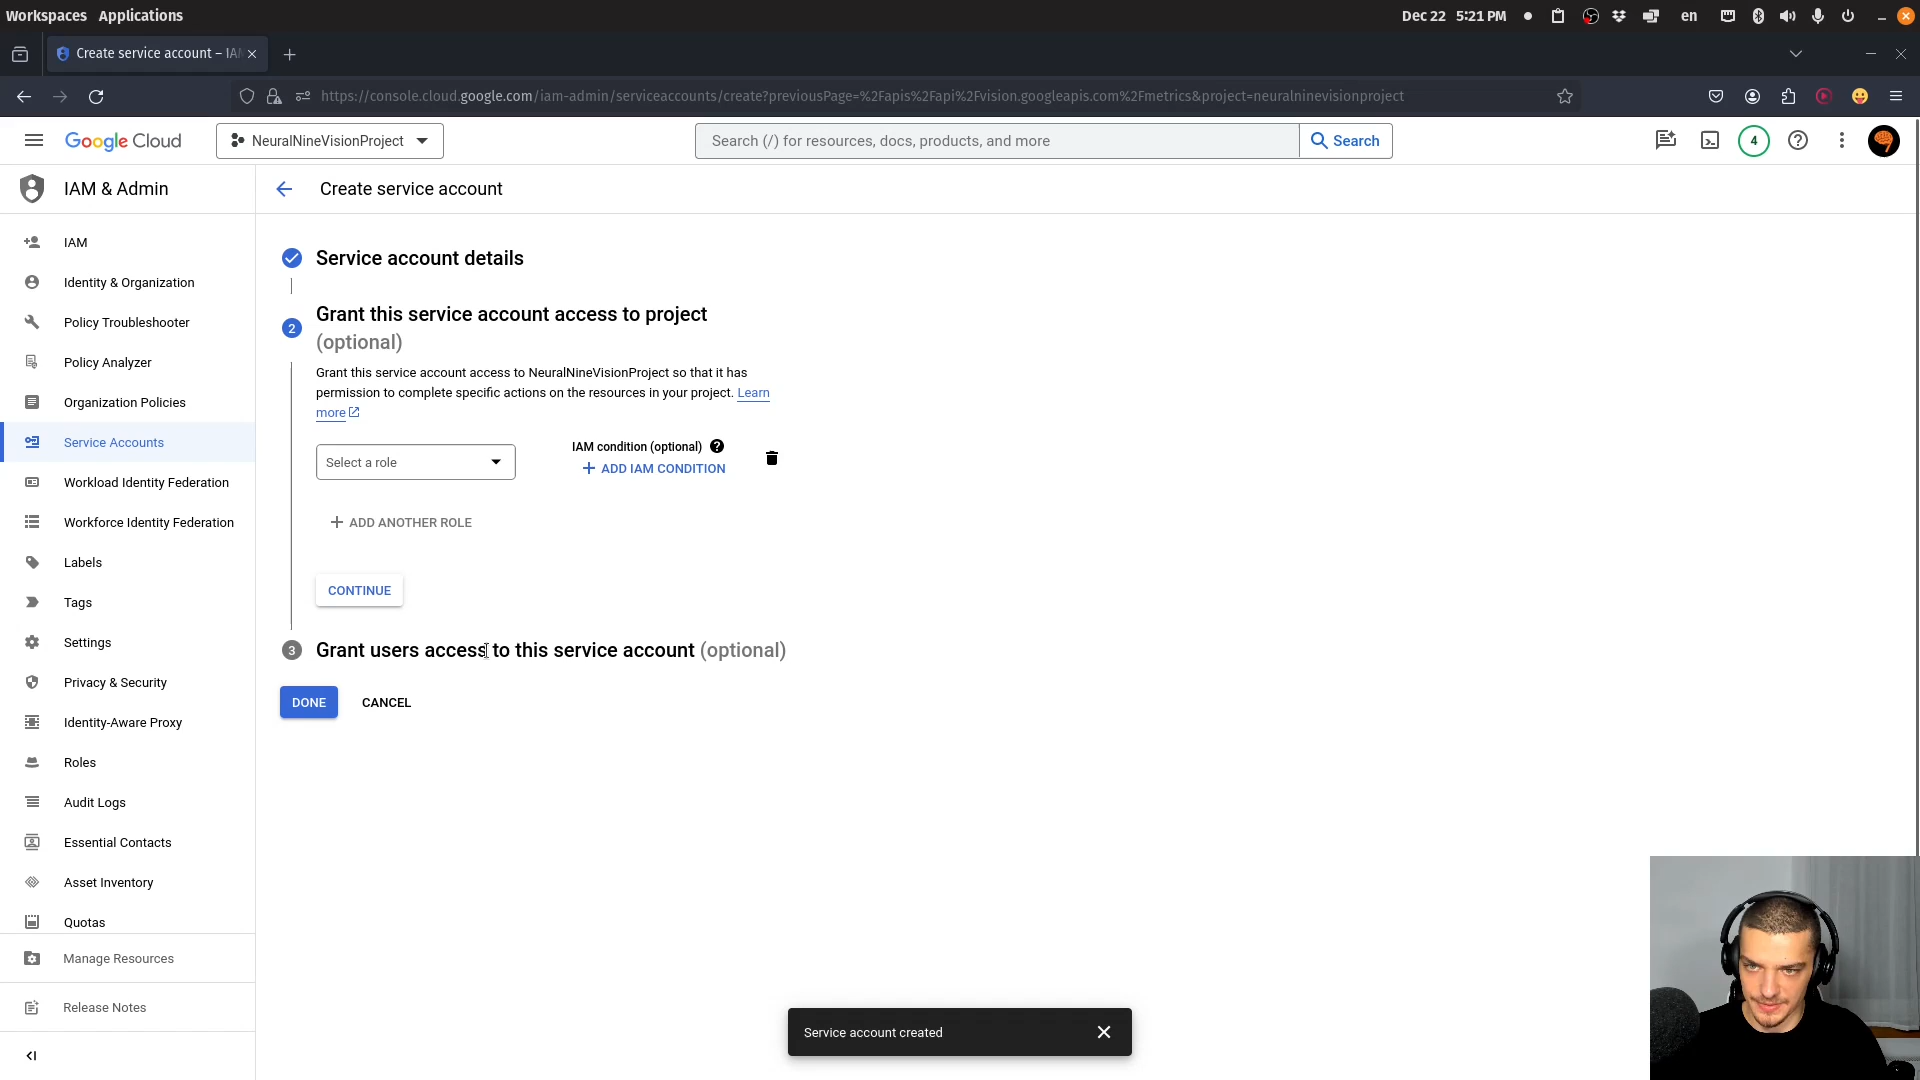 Workspaces Applications
Dec 22 5:21 PM
en
Create service account – IA
https://console.cloud.google.com/iam-admin/serviceaccounts/create?previousPage=%2Fapis%2Fapi%2Fvision.googleapis.com%2Fmetrics&project=neuralninevisionproject
Google Cloud
NeuralNineVisionProject
Search (/) for resources, docs, products, and more
Search
4
IAM & Admin
Create service account
IAM
Identity & Organization
Policy Troubleshooter
Policy Analyzer
Organization Policies
Service Accounts
Workload Identity Federation
Workforce Identity Federation
Labels
Tags
Settings
Privacy & Security
Identity-Aware Proxy
Roles
Audit Logs
Essential Contacts
Asset Inventory
Quotas
Manage Resources
Release Notes
Service account details
2 Grant this service account access to project
(optional)
Grant this service account access to NeuralNineVisionProject so that it has
permission to complete specific actions on the resources in your project. Learn
more
Select a role
IAM condition (optional)
+ ADD IAM CONDITION
+ ADD ANOTHER ROLE
CONTINUE
3 Grant users access to this service account (optional)
DONE CANCEL
Service account created